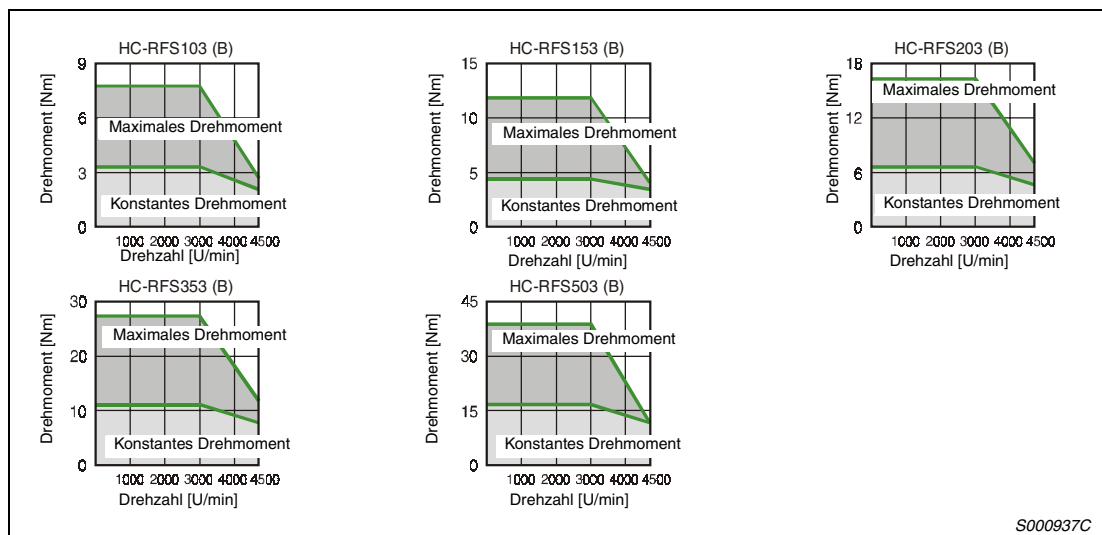 HC-RFS103 (B)
Drehmoment [Nm]
9
6
3
0
Maximales Drehmoment
Konstantes Drehmoment
1000 2000 3000 4000 4500
Drehzahl [U/min]
HC-RFS153 (B)
Drehmoment [Nm]
15
10
5
0
Maximales Drehmoment
Konstantes Drehmoment
1000 2000 3000 4000 4500
Drehzahl [U/min]
HC-RFS203 (B)
Drehmoment [Nm]
18
12
6
0
Maximales Drehmoment
Konstantes Drehmoment
1000 2000 3000 4000 4500
Drehzahl [U/min]
HC-RFS353 (B)
Drehmoment [Nm]
30
20
10
0
Maximales Drehmoment
Konstantes Drehmoment
1000 2000 3000 4000 4500
Drehzahl [U/min]
HC-RFS503 (B)
Drehmoment [Nm]
45
30
15
0
Maximales Drehmoment
Konstantes Drehmoment
1000 2000 3000 4000 4500
Drehzahl [U/min]
S000937C